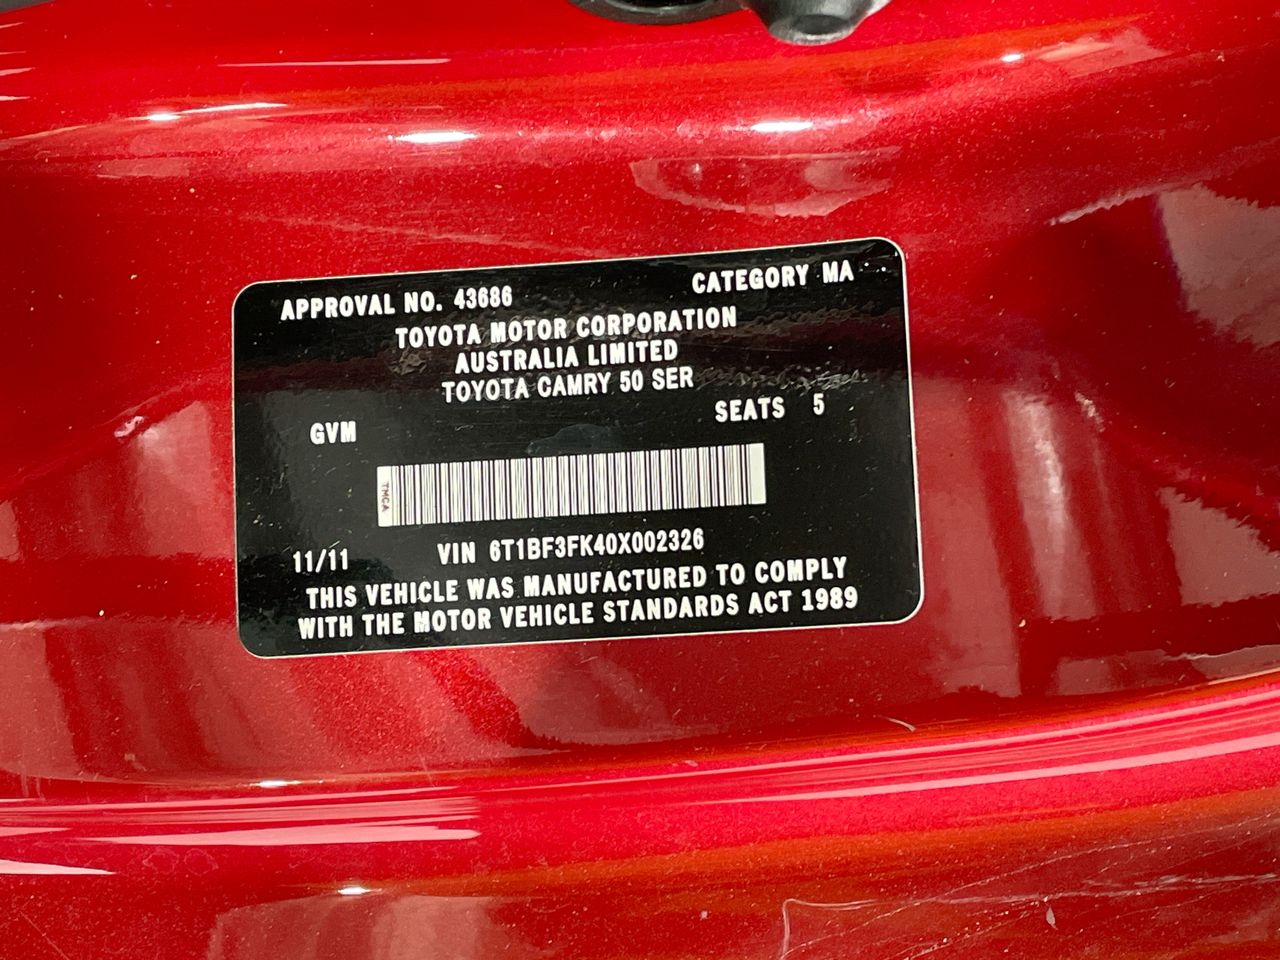 APPROVAL NO. 43686 CATEGORY MA
TOYOTA MOTOR CORPORATION
AUSTRALIA LIMITED
TOYOTA CAMRY 50 SER
GVM SEATS 5
TMCA
11/11 VIN 6T1BF3FK40X002326
THIS VEHICLE WAS MANUFACTURED TO COMPLY
WITH THE MOTOR VEHICLE STANDARDS ACT 1989